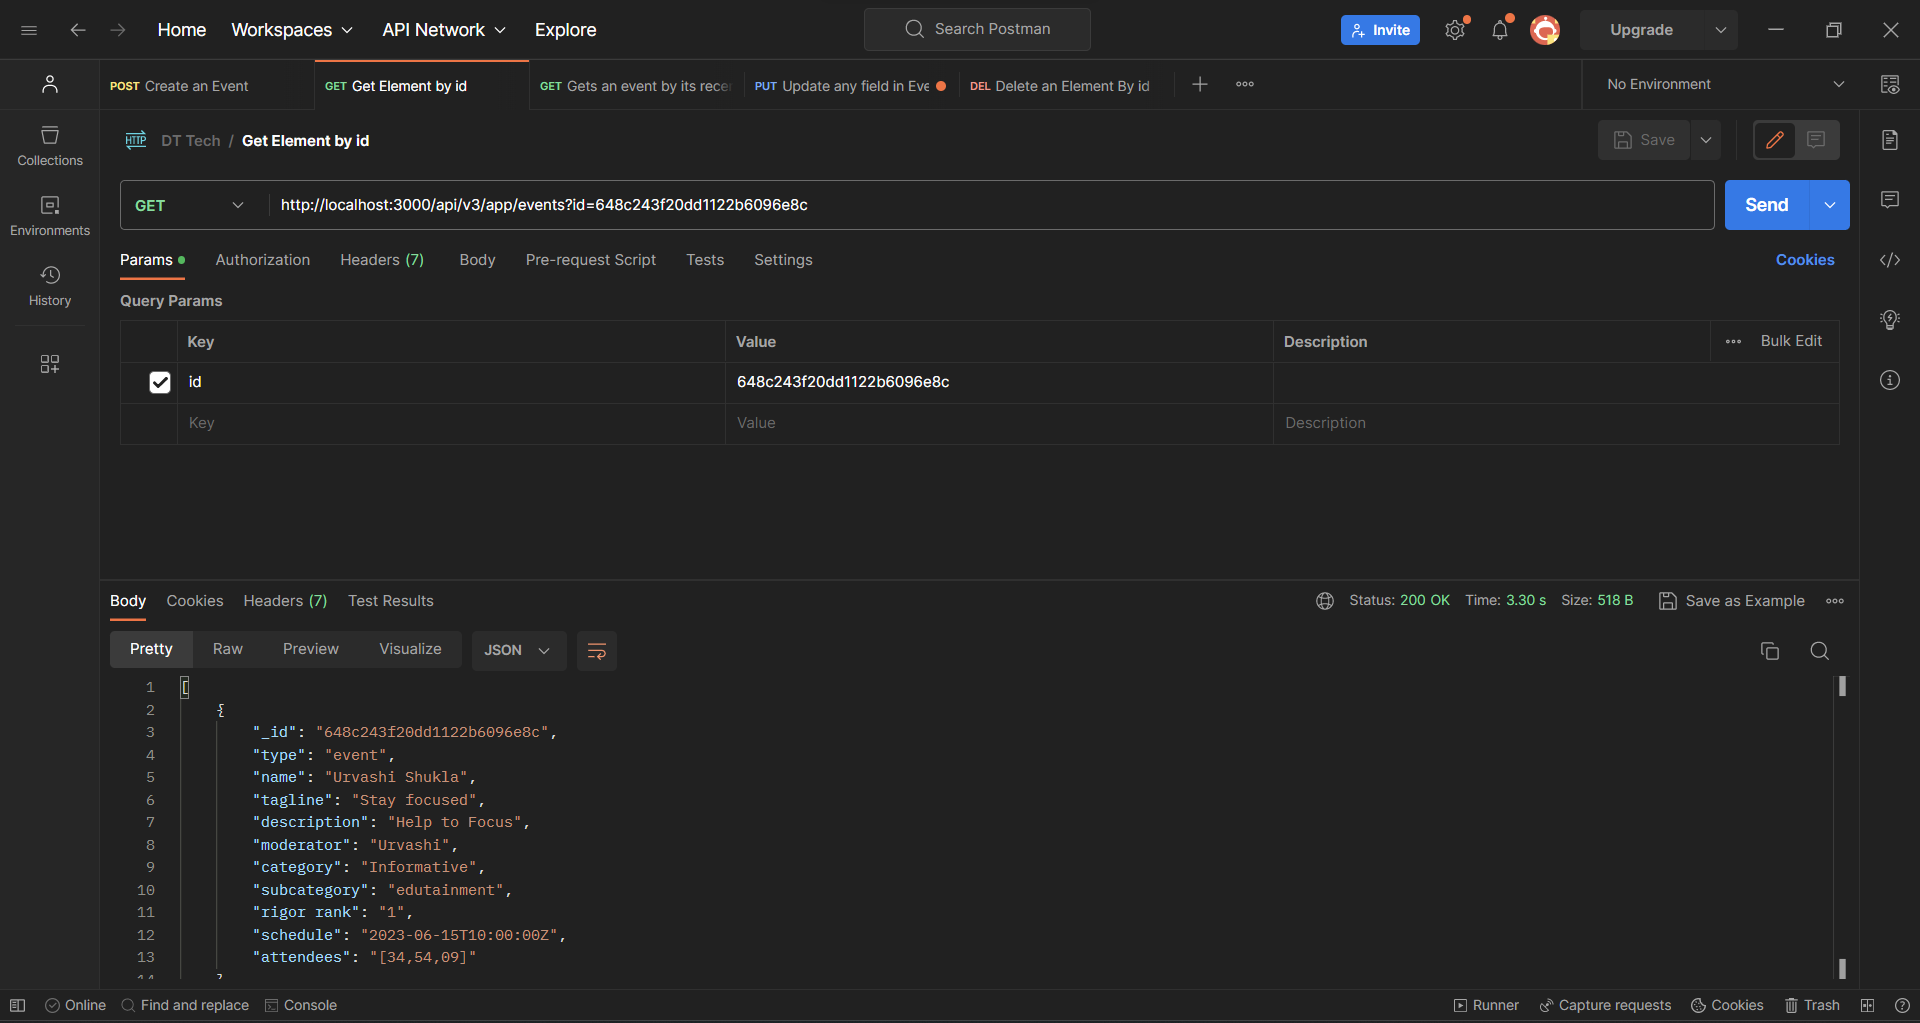 Home Workspaces API Network Explore Search Postman Invite Upgrade
POST Create an Event GET Get Element by id GET Gets an event by its recer PUT Update any field in Eve DEL Delete an Element By id No Environment
HTTP DT Tech / Get Element by id Save
Collections
Environments
History
GET http://localhost:3000/api/v3/app/events?id=648c243f20dd1122b6096e8c Send
Params Authorization Headers (7) Body Pre-request Script Tests Settings Cookies
Query Params
Key Value Description Bulk Edit
id 648c243f20dd1122b6096e8c
Key Value Description
Body Cookies Headers (7) Test Results Status: 200 OK Time: 3.30 s Size: 518 B Save as Example
Pretty Raw Preview Visualize JSON
1 [
2 {
3 "_id": "648c243f20dd1122b6096e8c",
4 "type": "event",
5 "name": "Urvashi Shukla",
6 "tagline": "Stay focused",
7 "description": "Help to Focus",
8 "moderator": "Urvashi",
9 "category": "Informative",
10 "subcategory": "edutainment",
11 "rigor rank": "1",
12 "schedule": "2023-06-15T10:00:00Z",
13 "attendees": "[34,54,09]"
Online Find and replace Console Runner Capture requests Cookies Trash